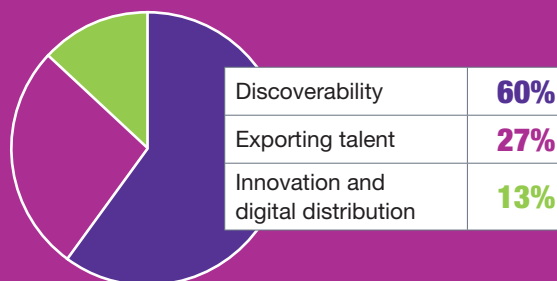 Discoverability 60%
Exporting talent 27%
Innovation and
digital distribution 13%